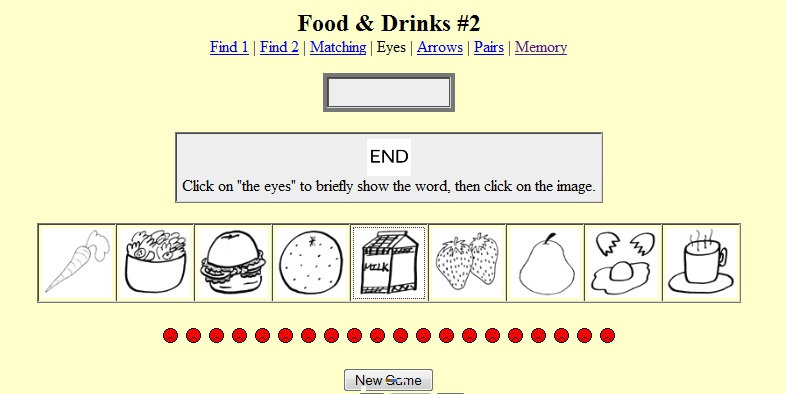 Food & Drinks #2
Find 1 | Find 2 | Matching | Eyes | Arrows | Pairs | Memory
END
Click on "the eyes" to briefly show the word, then click on the image.
MILK
New Game